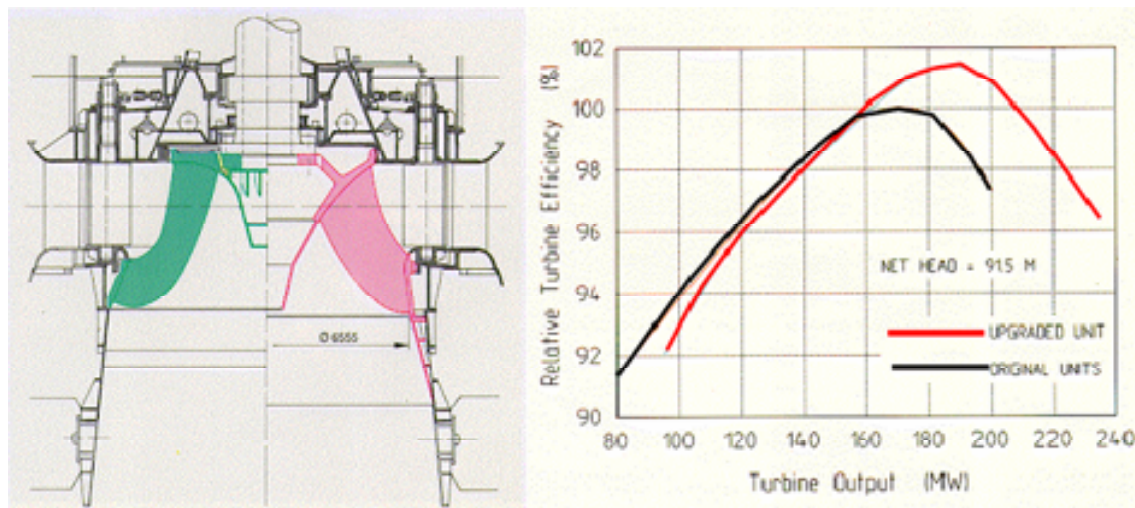 Ø 6555
Relative Turbine Efficiency (%)
102
100
98
96
94
92
90
NET HEAD = 91.5 M
UPGRADED UNIT
ORIGINAL UNITS
80 100 120 140 160 180 200 220 240
Turbine Output (MW)